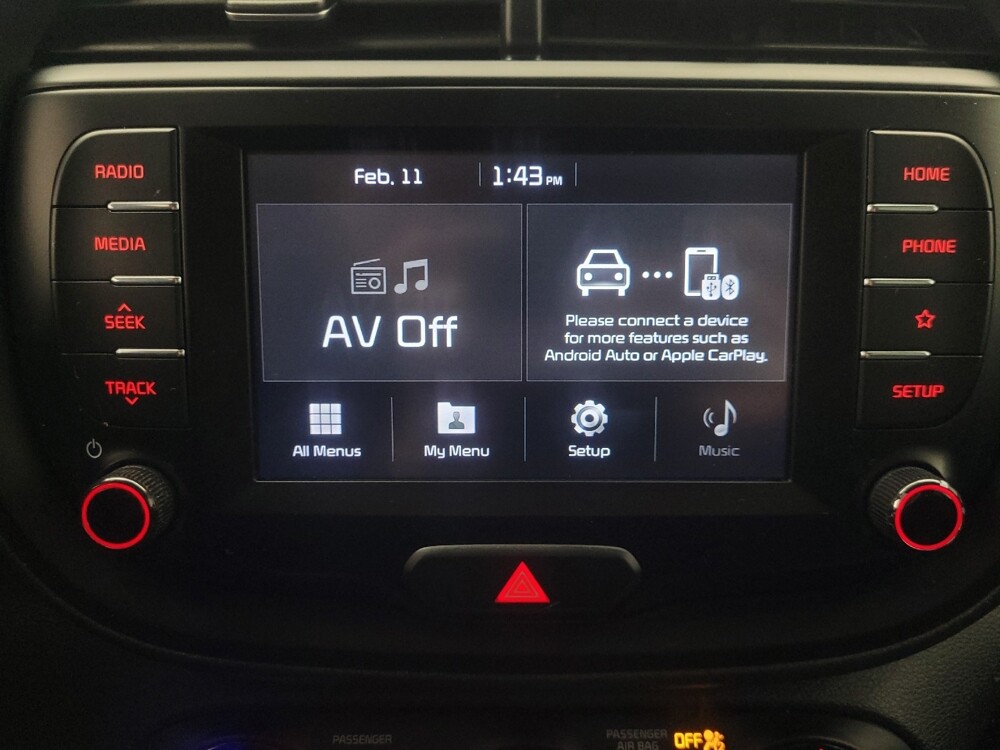 Feb. 11 1:43 PM
RADIO
MEDIA
SEEK
TRACK
AV Off
Please connect a device
for more features such as
Android Auto or Apple CarPlay.
All Menus
My Menu
Setup
Music
HOME
PHONE
SETUP
PASSENGER
PASSENGER
AIR BAG
OFF